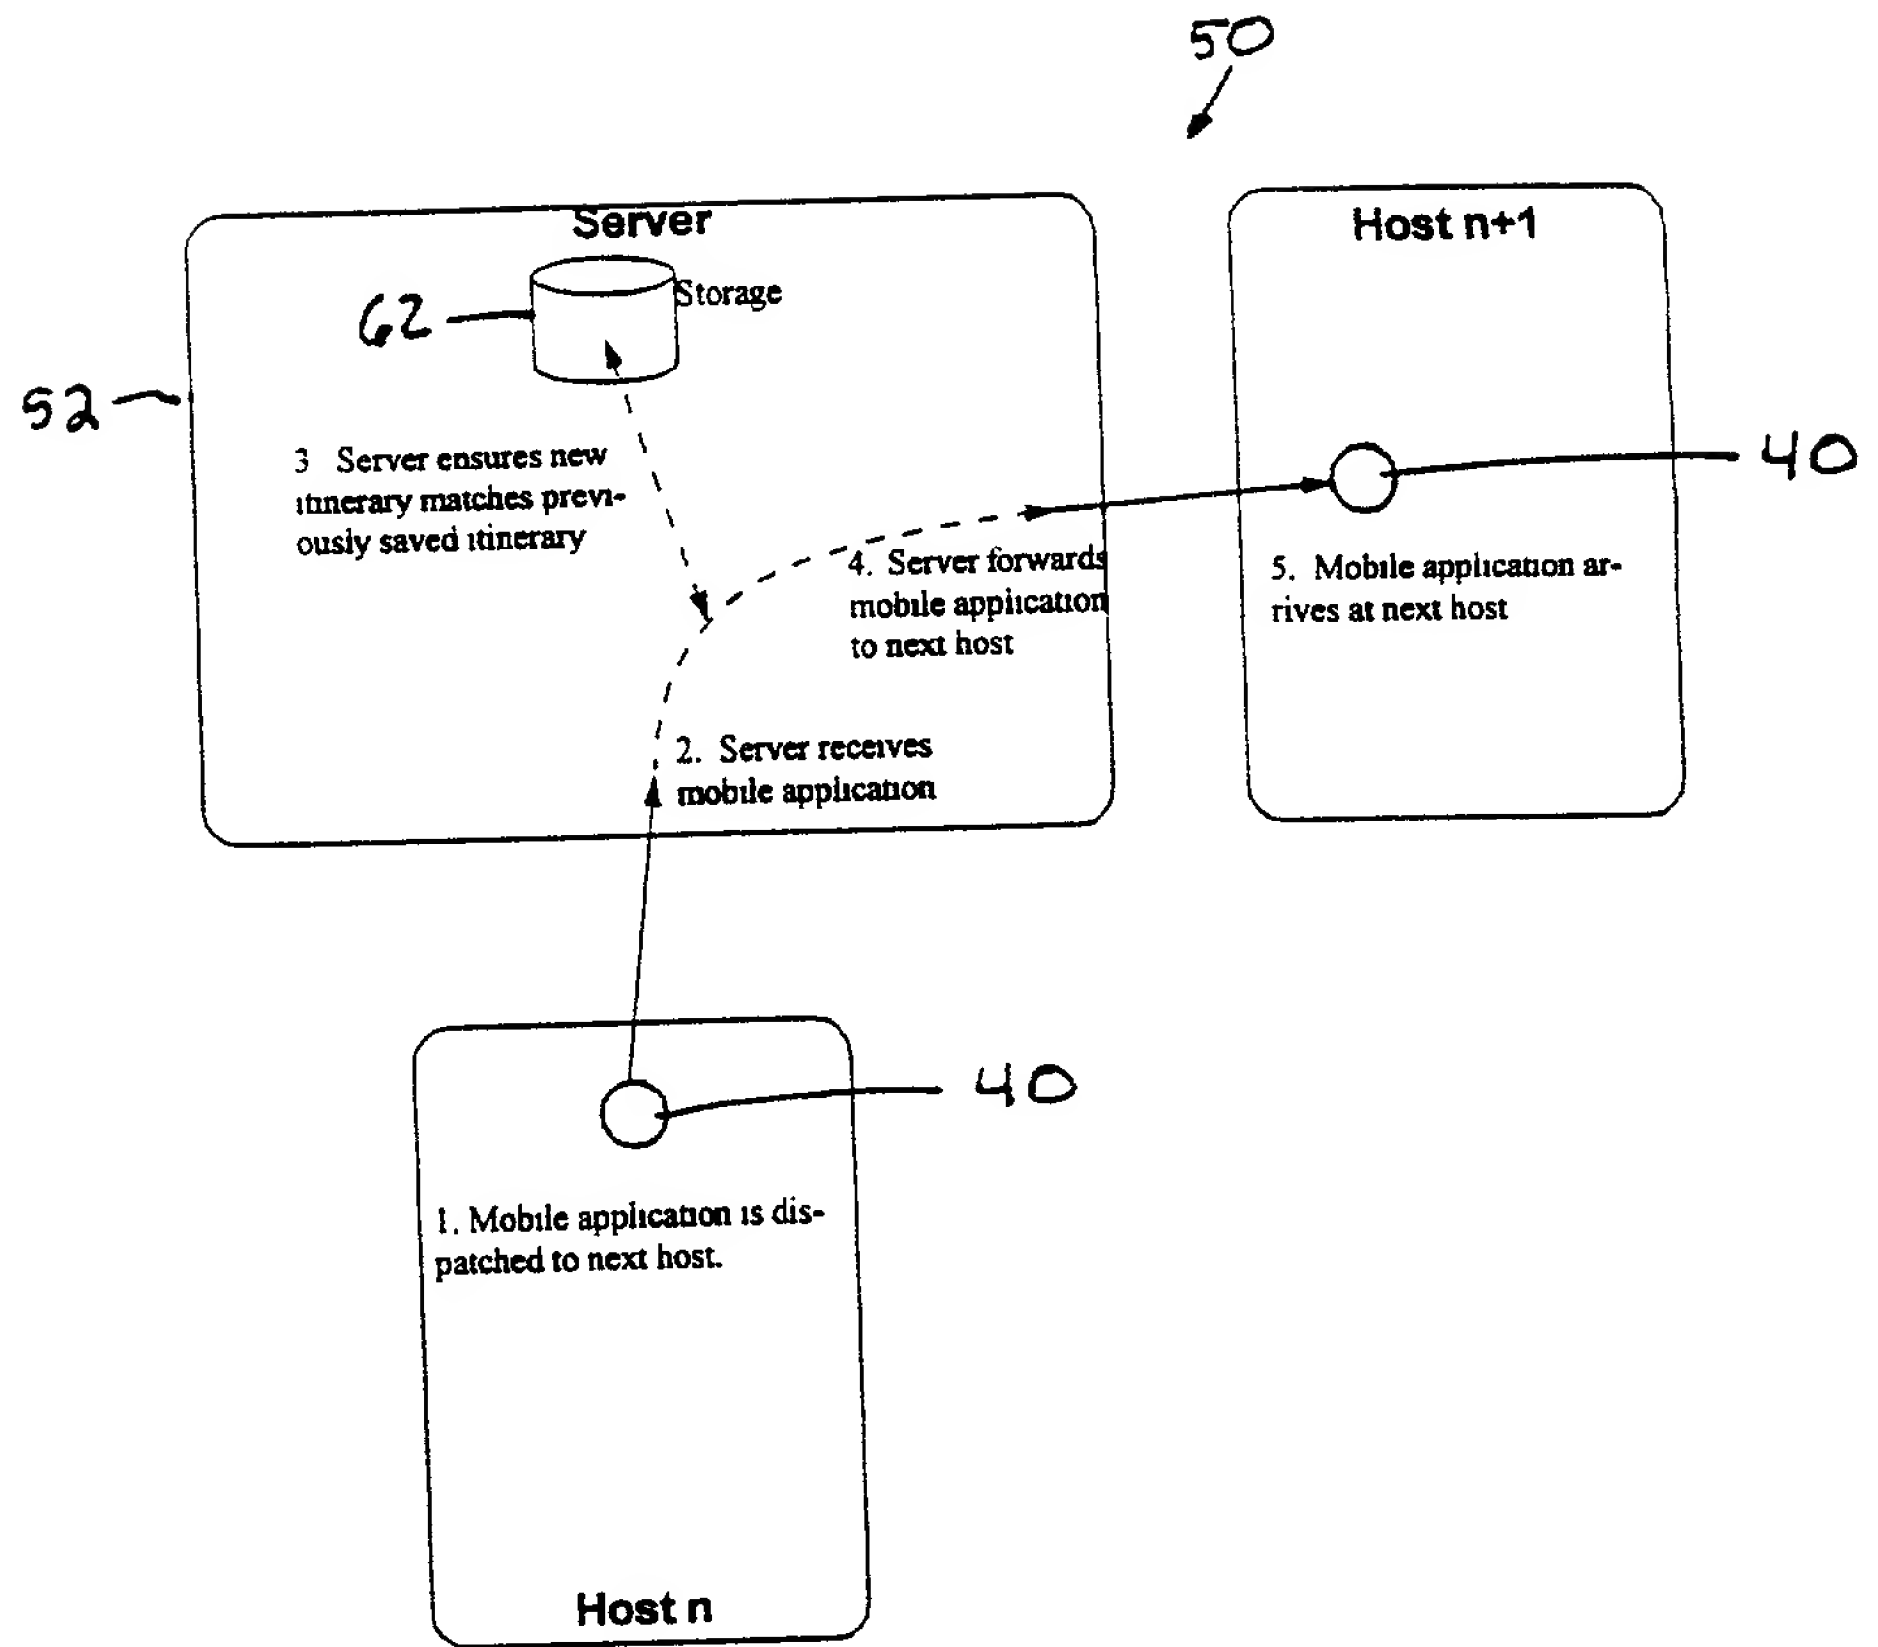 50
Server
Host n+1
62
Storage
52
40
3 Server ensures new
itinerary matches previ-
ously saved itinerary
4. Server forwards
mobile application
to next host
5. Mobile application ar-
rives at next host
2. Server receives
mobile application
40
1. Mobile application is dis-
patched to next host.
Host n